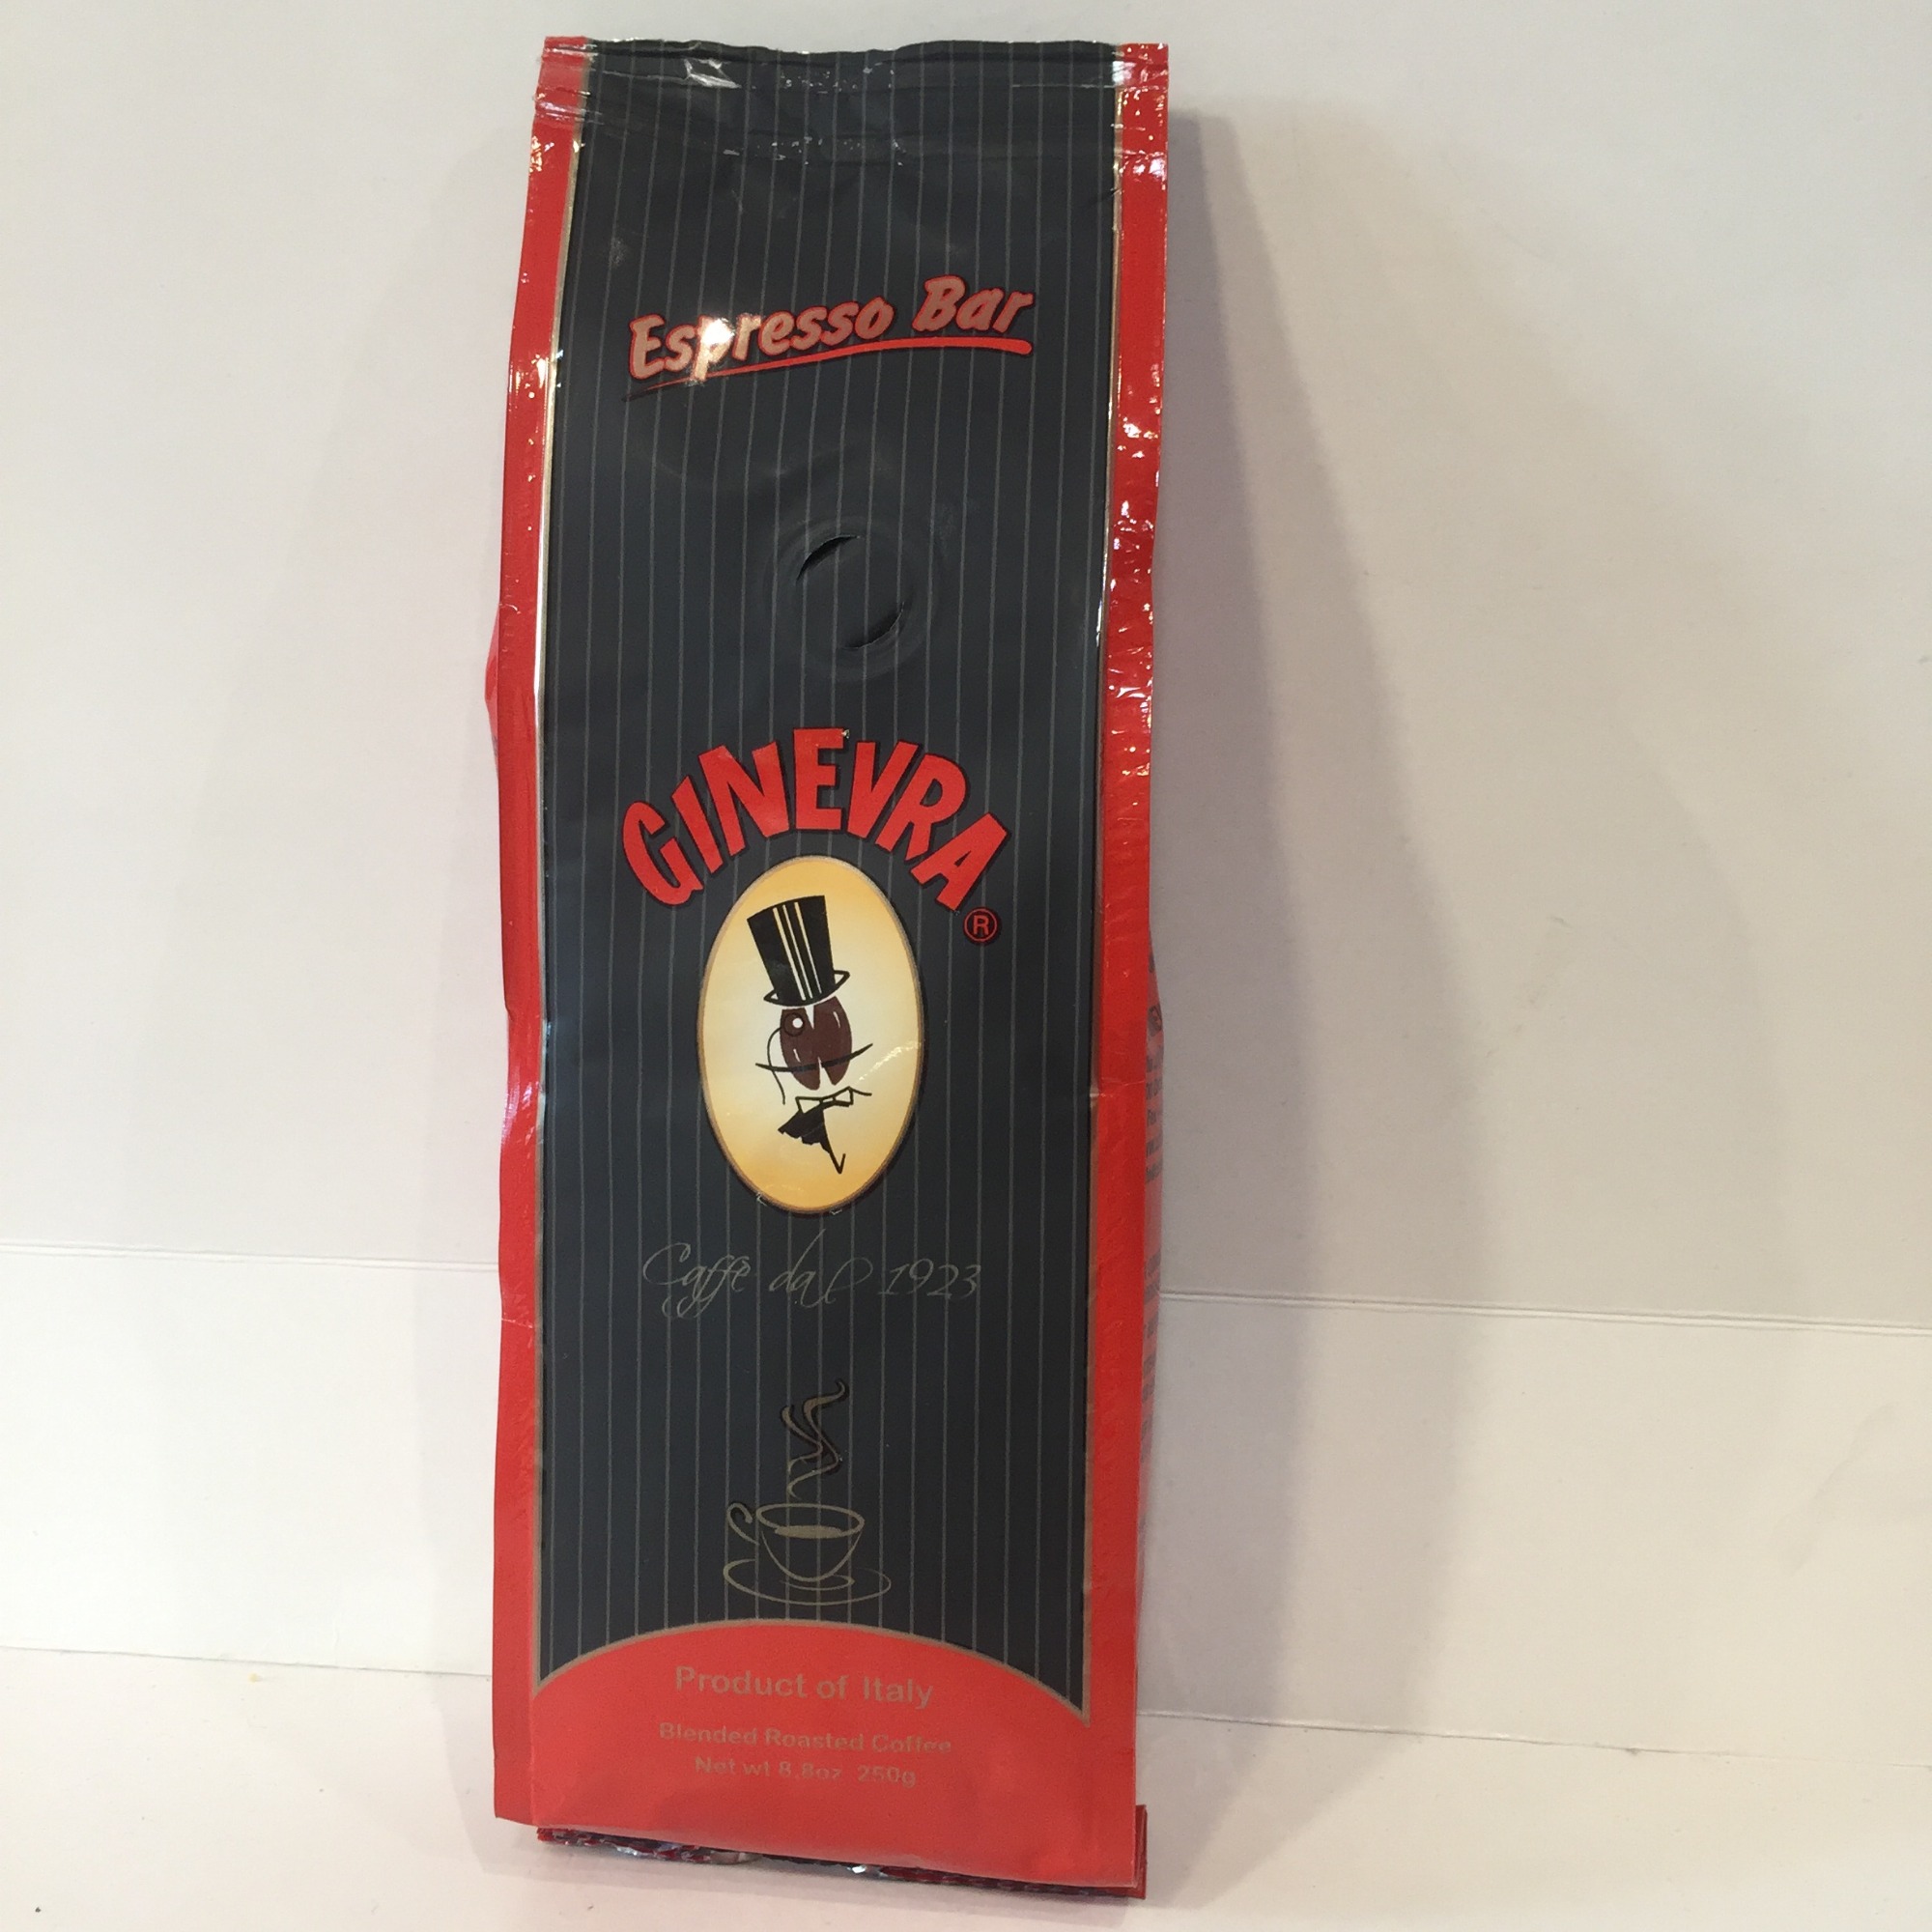 Espresso Bar
GINEVRA
®
Caffè dal 1923
Product of Italy
Blended Roasted Coffee
Net wt 8.8oz 250g